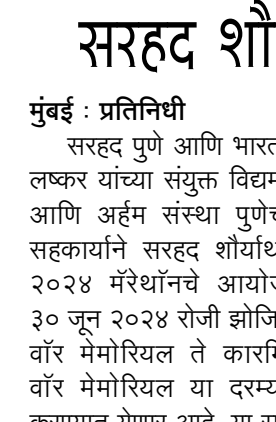 सरहद शौ
मुंबई : प्रतिनिधी
सरहद पुणे आणि भारत
लष्कर यांच्या संयुक्त विद्यम
आणि अर्हम संस्था पुणेच
सहकार्याने सरहद शौर्याथ
२०२४ मॅरेथॉनचे आयोज
३० जून २०२४ रोजी झोजि
वॉर मेमोरियल ते कारगि
वॉर मेमोरियल या दरम्य